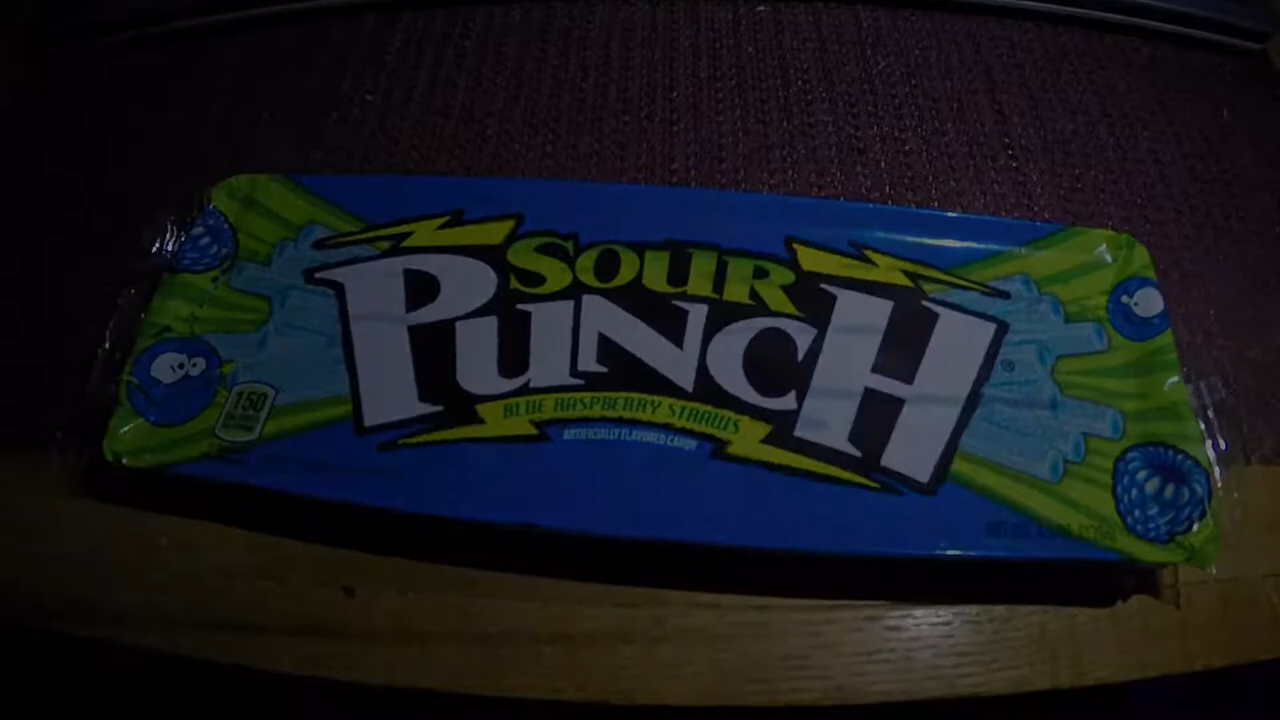 SOUR
PUNCH
BLUE RASPBERRY STRAWS
ARTIFICIALLY FLAVORED CANDY
150